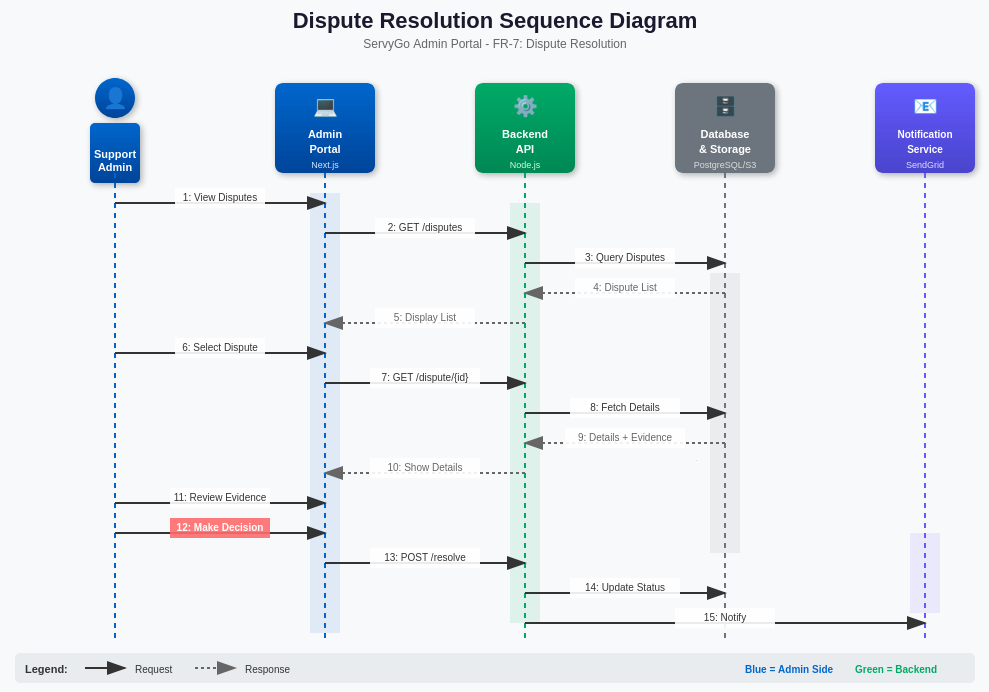 Dispute Resolution Sequence Diagram
ServyGo Admin Portal - FR-7: Dispute Resolution
Support
Admin
Admin
Portal
Next.js
Backend
API
Node.js
Database
& Storage
PostgreSQL/S3
Notification
Service
SendGrid
1: View Disputes
2: GET /disputes
3: Query Disputes
4: Dispute List
5: Display List
6: Select Dispute
7: GET /dispute/{id}
8: Fetch Details
9: Details + Evidence
10: Show Details
11: Review Evidence
12: Make Decision
13: POST /resolve
14: Update Status
15: Notify
Legend:
Request
Response
Blue = Admin Side
Green = Backend